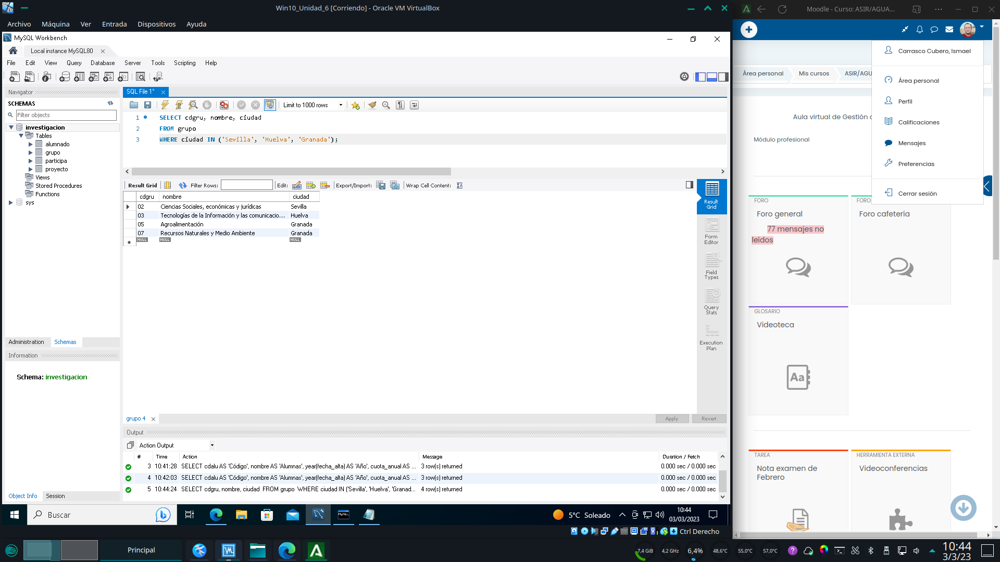 Win10_Unidad_6 [Corriendo] - Oracle VM VirtualBox
Archivo Máquina Ver Entrada Dispositivos Ayuda
MySQL Workbench
Local instance MySQL80
File Edit View Query Database Server Tools Scripting Help
Navigator
SCHEMAS
Filter objects
investigacion
Tables
alumnado
grupo
participa
proyecto
Views
Stored Procedures
Functions
sys
Administration Schemas
Information
Schema: investigacion
Object Info Session
SQL File 1*
Limit to 1000 rows
1 SELECT cdgru, nombre, ciudad
2 FROM grupo
3 WHERE ciudad IN ('Sevilla', 'Huelva', 'Granada');
Result Grid Filter Rows: Edit: Export/Import: Wrap Cell Content:
cdgru nombre ciudad
02 Ciencias Sociales, económicas y jurídicas Sevilla
03 Tecnologías de la Información y las comunicacio... Huelva
05 Agroalimentación Granada
07 Recursos Naturales y Medio Ambiente Granada
NULL NULL NULL
Result Grid
Form Editor
Field Types
Query Stats
Execution Plan
grupo 4
Apply Revert
Output
Action Output
# Time Action Message Duration / Fetch
3 10:41:28 SELECT cdalu AS 'Código', nombre AS 'Alumnas', year(fecha_alta) AS 'Año', cuota_anual AS ... 3 row(s) returned 0.000 sec / 0.000 sec
4 10:42:03 SELECT cdalu AS 'Código', nombre AS 'Alumnas', year(fecha_alta) AS 'Año', cuota_anual AS ... 3 row(s) returned 0.000 sec / 0.000 sec
5 10:44:24 SELECT cdgru, nombre, ciudad FROM grupo WHERE ciudad IN ('Sevilla', 'Huelva', 'Granad... 4 row(s) returned 0.000 sec / 0.000 sec
Buscar
5°C Soleado
10:44
03/03/2023
Ctrl Derecho
Moodle - Curso: ASIR/AGUA...
Carrasco Cubero, Ismael
Área personal
Perfil
Calificaciones
Mensajes
Preferencias
Cerrar sesión
Área personal Mis cursos ASIR/AGU
Aula virtual de Gestión
Módulo profesional
FORO
Foro general
77 mensajes no
leídos
FORO
Foro cafetería
GLOSARIO
Videoteca
Aa
TAREA
Nota examen de
Febrero
HERRAMIENTA EXTERNA
Videoconferencias
Principal
7,4 GiB 4,2 GHz 6,4% 48,6°C 55,0°C 57,0°C
10:44
3/3/23